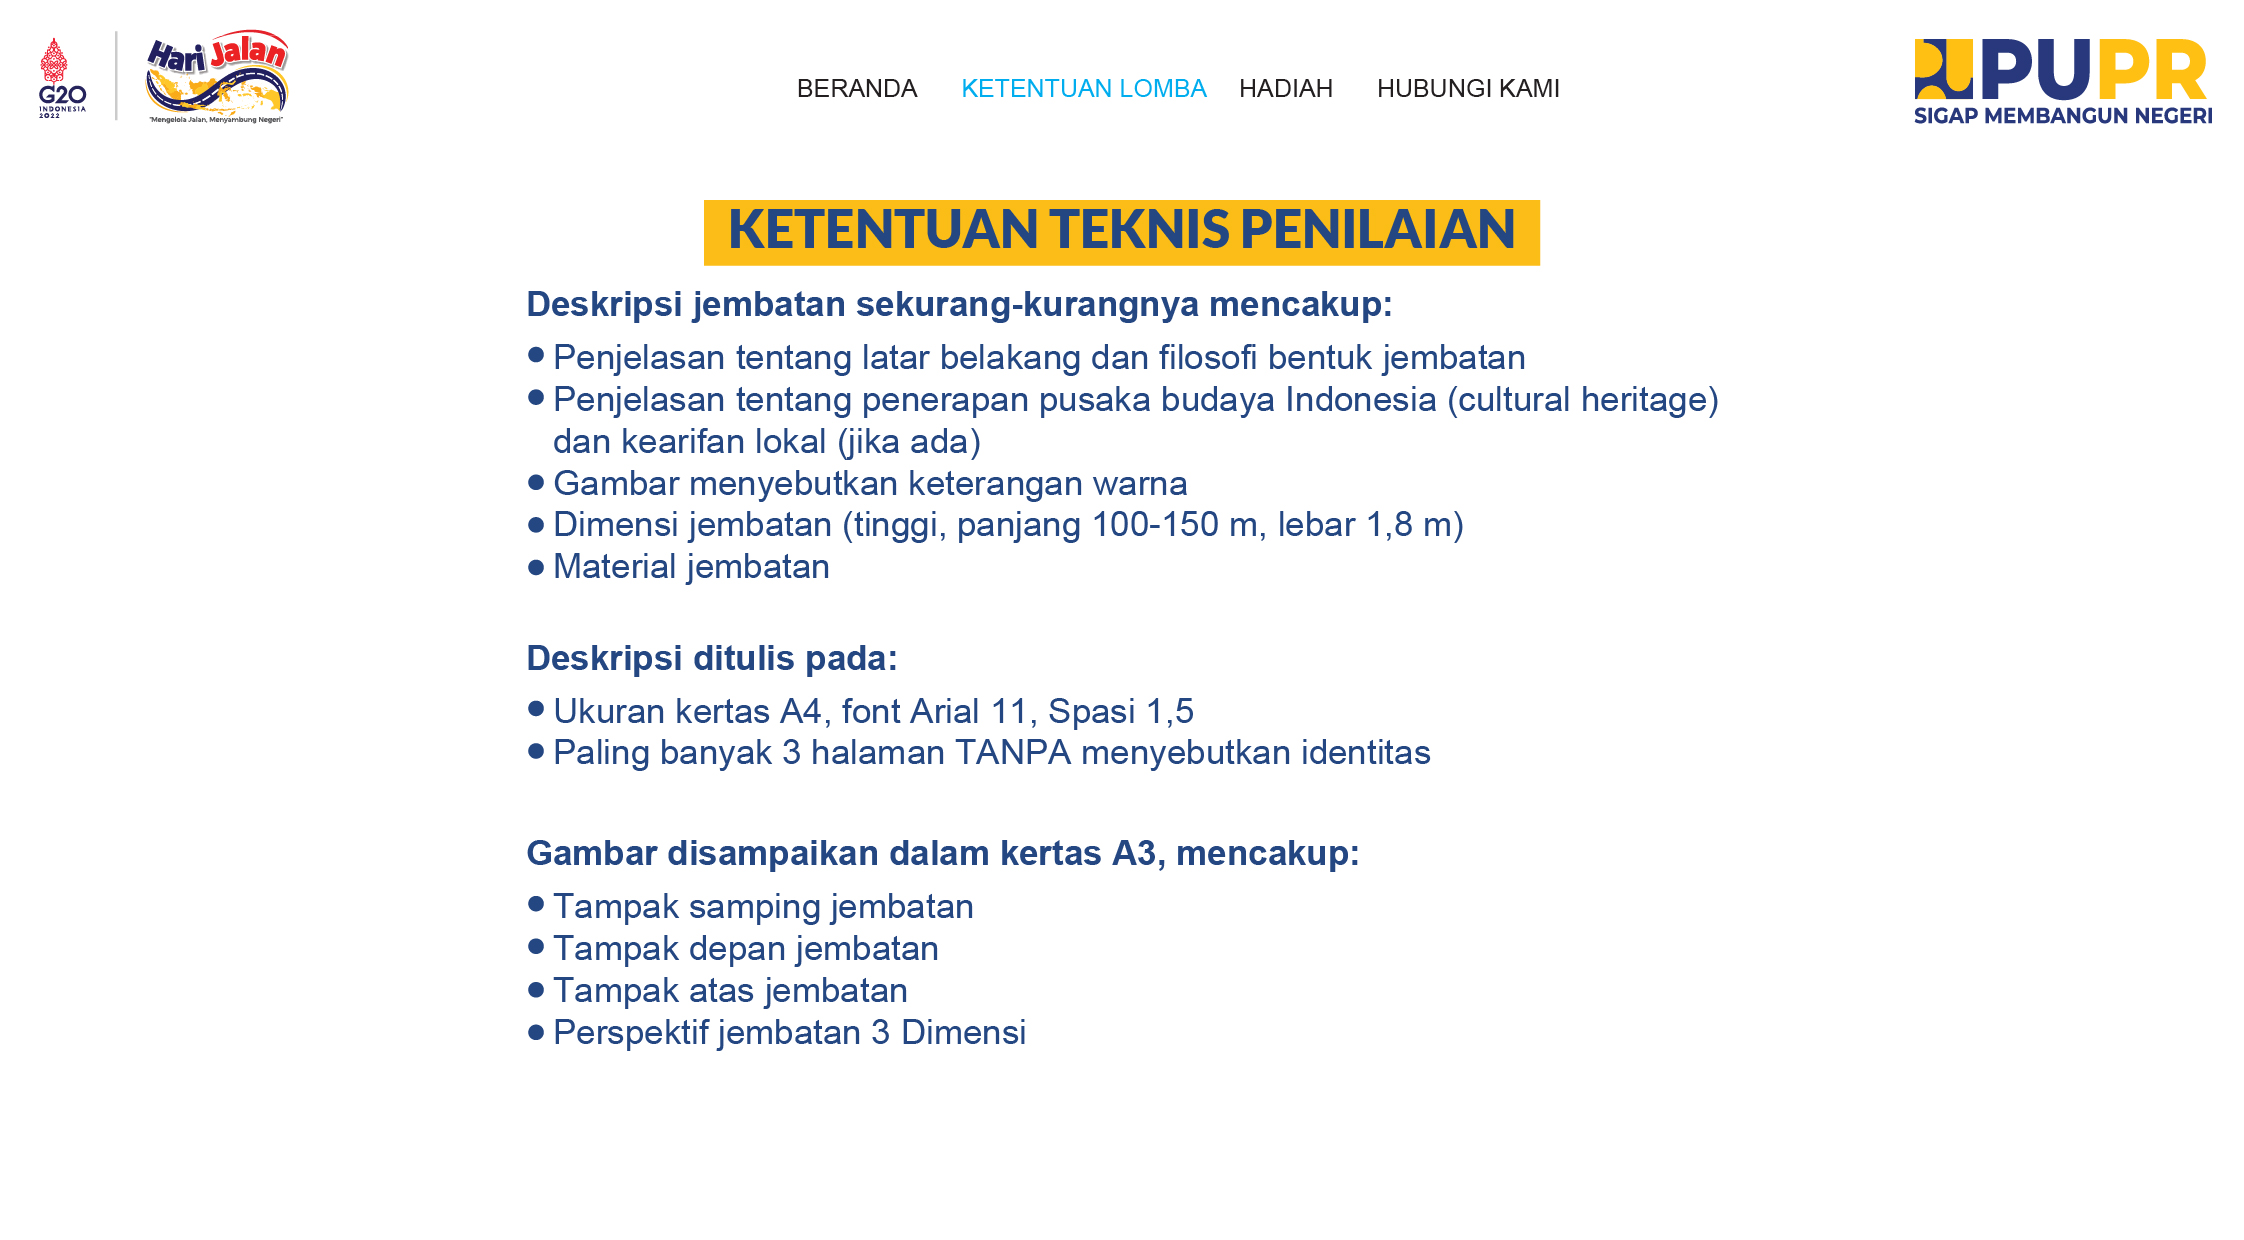 G20
INDONESIA
2022
Hari Jalan
"Mengelola Jalan, Menyambung Negeri"
BERANDA
KETENTUAN LOMBA
HADIAH
HUBUNGI KAMI
PUPR
SIGAP MEMBANGUN NEGERI
KETENTUAN TEKNIS PENILAIAN
Deskripsi jembatan sekurang-kurangnya mencakup:
● Penjelasan tentang latar belakang dan filosofi bentuk jembatan
● Penjelasan tentang penerapan pusaka budaya Indonesia (cultural heritage)
dan kearifan lokal (jika ada)
● Gambar menyebutkan keterangan warna
● Dimensi jembatan (tinggi, panjang 100-150 m, lebar 1,8 m)
● Material jembatan
Deskripsi ditulis pada:
● Ukuran kertas A4, font Arial 11, Spasi 1,5
● Paling banyak 3 halaman TANPA menyebutkan identitas
Gambar disampaikan dalam kertas A3, mencakup:
● Tampak samping jembatan
● Tampak depan jembatan
● Tampak atas jembatan
● Perspektif jembatan 3 Dimensi